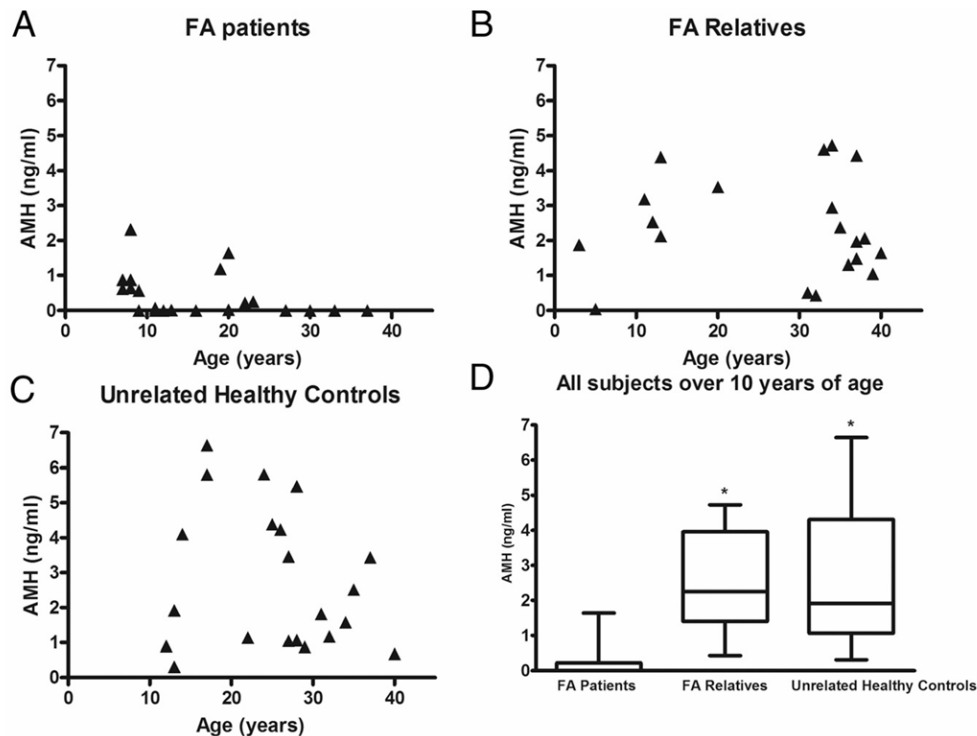 A
FA patients
AMH (ng/ml)
7
6
5
4
3
2
1
0
0 10 20 30 40
Age (years)
B
FA Relatives
AMH (ng/ml)
7
6
5
4
3
2
1
0
0 10 20 30 40
Age (years)
C
Unrelated Healthy Controls
AMH (ng/ml)
7
6
5
4
3
2
1
0
0 10 20 30 40
Age (years)
D
All subjects over 10 years of age
AMH (ng/ml)
7
6
5
4
3
2
1
0
*
*
FA Patients FA Relatives Unrelated Healthy Controls